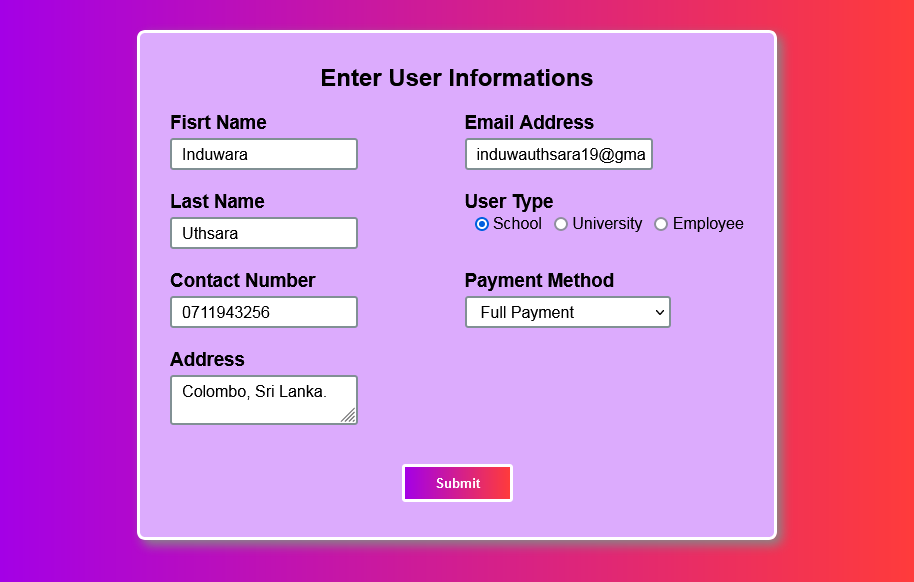 Enter User Informations
Fisrt Name
Induwara
Email Address
induwauthsara19@gma
Last Name
Uthsara
User Type
School University Employee
Contact Number
0711943256
Payment Method
Full Payment
Address
Colombo, Sri Lanka.
Submit